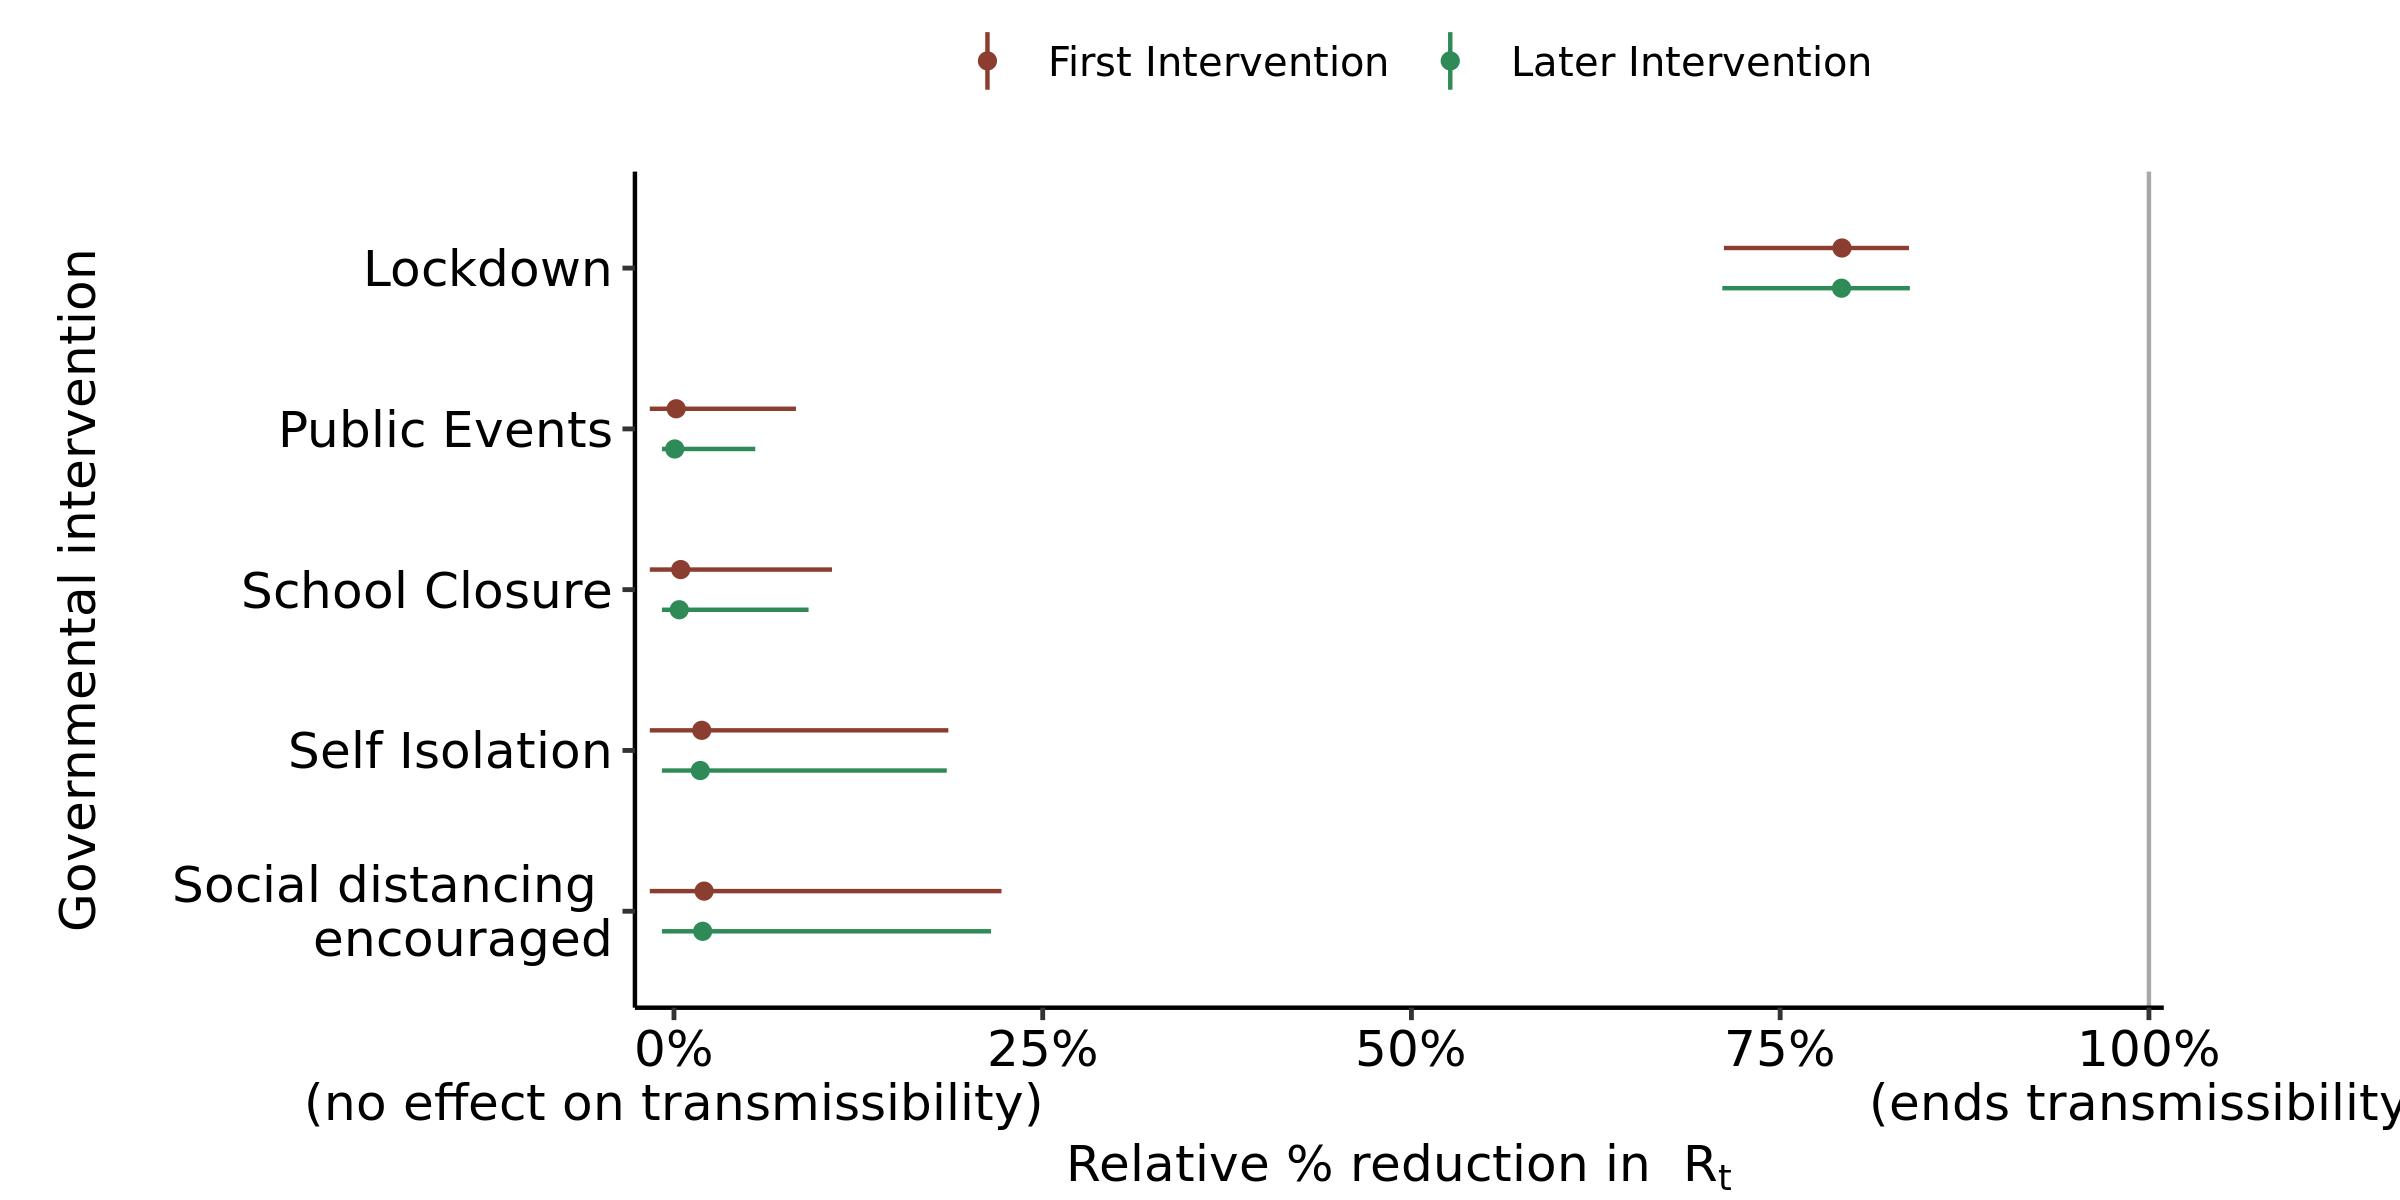 First Intervention
Later Intervention
Governmental intervention
Lockdown
Public Events
School Closure
Self Isolation
Social distancing
encouraged
0%
(no effect on transmissibility)
25%
50%
75%
100%
(ends transmissibility
Relative % reduction in Rt